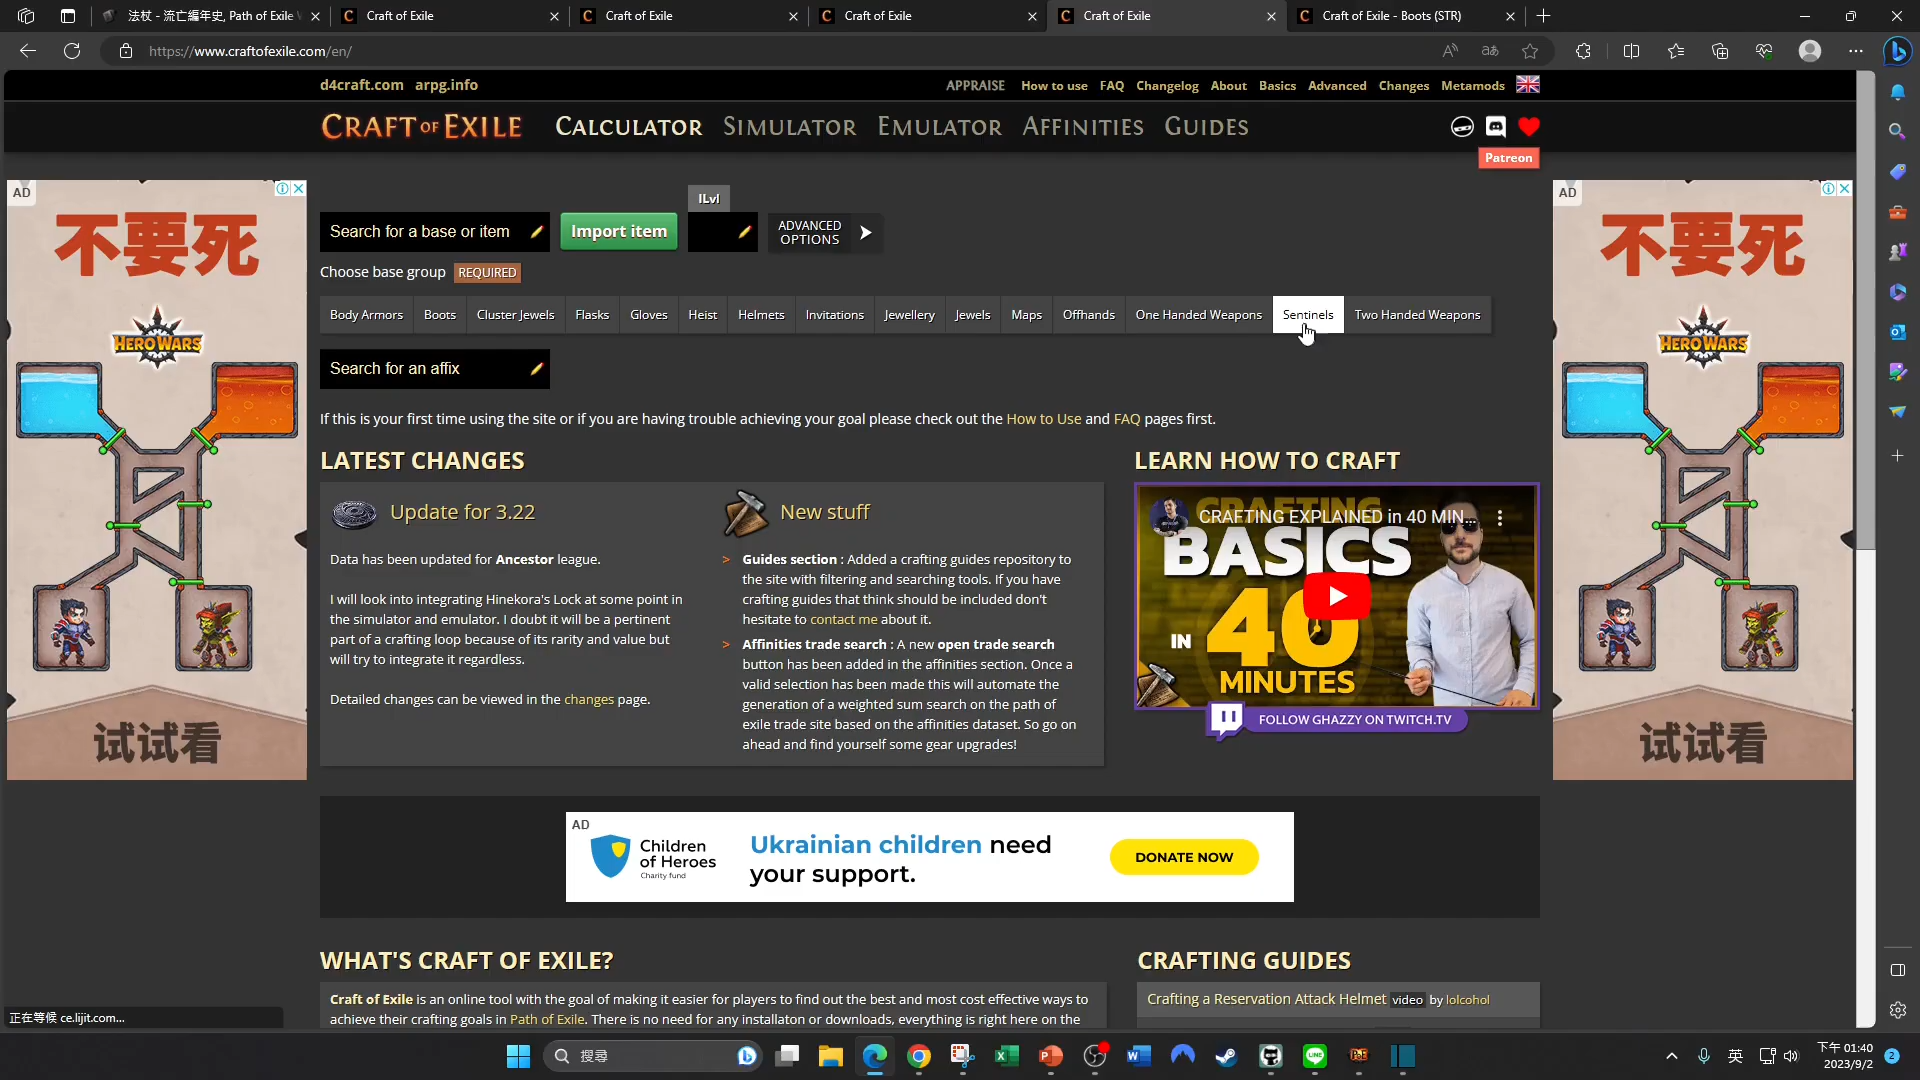 法杖 - 流亡編年史, Path of Exile
Craft of Exile
Craft of Exile
Craft of Exile
Craft of Exile
Craft of Exile - Boots (STR)
https://www.craftofexile.com/en/
d4craft.com arpg.info
APPRAISE How to use FAQ Changelog About Basics Advanced Changes Metamods
CRAFT OF EXILE CALCULATOR SIMULATOR EMULATOR AFFINITIES GUIDES
Patreon
AD
不要死
HERO WARS
试试看
AD
不要死
HERO WARS
试试看
ILvl
Search for a base or item
Import item
ADVANCED
OPTIONS
Choose base group REQUIRED
Body Armors Boots Cluster Jewels Flasks Gloves Heist Helmets Invitations Jewellery Jewels Maps Offhands One Handed Weapons Sentinels Two Handed Weapons
Search for an affix
If this is your first time using the site or if you are having trouble achieving your goal please check out the How to Use and FAQ pages first.
LATEST CHANGES
Update for 3.22
Data has been updated for Ancestor league.
I will look into integrating Hinekora's Lock at some point in
the simulator and emulator. I doubt it will be a pertinent
part of a crafting loop because of its rarity and value but
will try to integrate it regardless.
Detailed changes can be viewed in the changes page.
New stuff
> Guides section : Added a crafting guides repository to
the site with filtering and searching tools. If you have
crafting guides that think should be included don't
hesitate to contact me about it.
> Affinities trade search : A new open trade search
button has been added in the affinities section. Once a
valid selection has been made this will automate the
generation of a weighted sum search on the path of
exile trade site based on the affinities dataset. So go on
ahead and find yourself some gear upgrades!
LEARN HOW TO CRAFT
CRAFTING
CRAFTING EXPLAINED in 40 MIN...
BASICS
IN 40
MINUTES
FOLLOW GHAZZY ON TWITCH.TV
AD
Children
of Heroes
Charity fund
Ukrainian children need
your support.
DONATE NOW
WHAT'S CRAFT OF EXILE?
Craft of Exile is an online tool with the goal of making it easier for players to find out the best and most cost effective ways to
achieve their crafting goals in Path of Exile. There is no need for any installaton or downloads, everything is right here on the
CRAFTING GUIDES
Crafting a Reservation Attack Helmet video by lolcohol
正在等候 ce.lijit.com...
搜尋
英
下午 01:40
2023/9/2
2